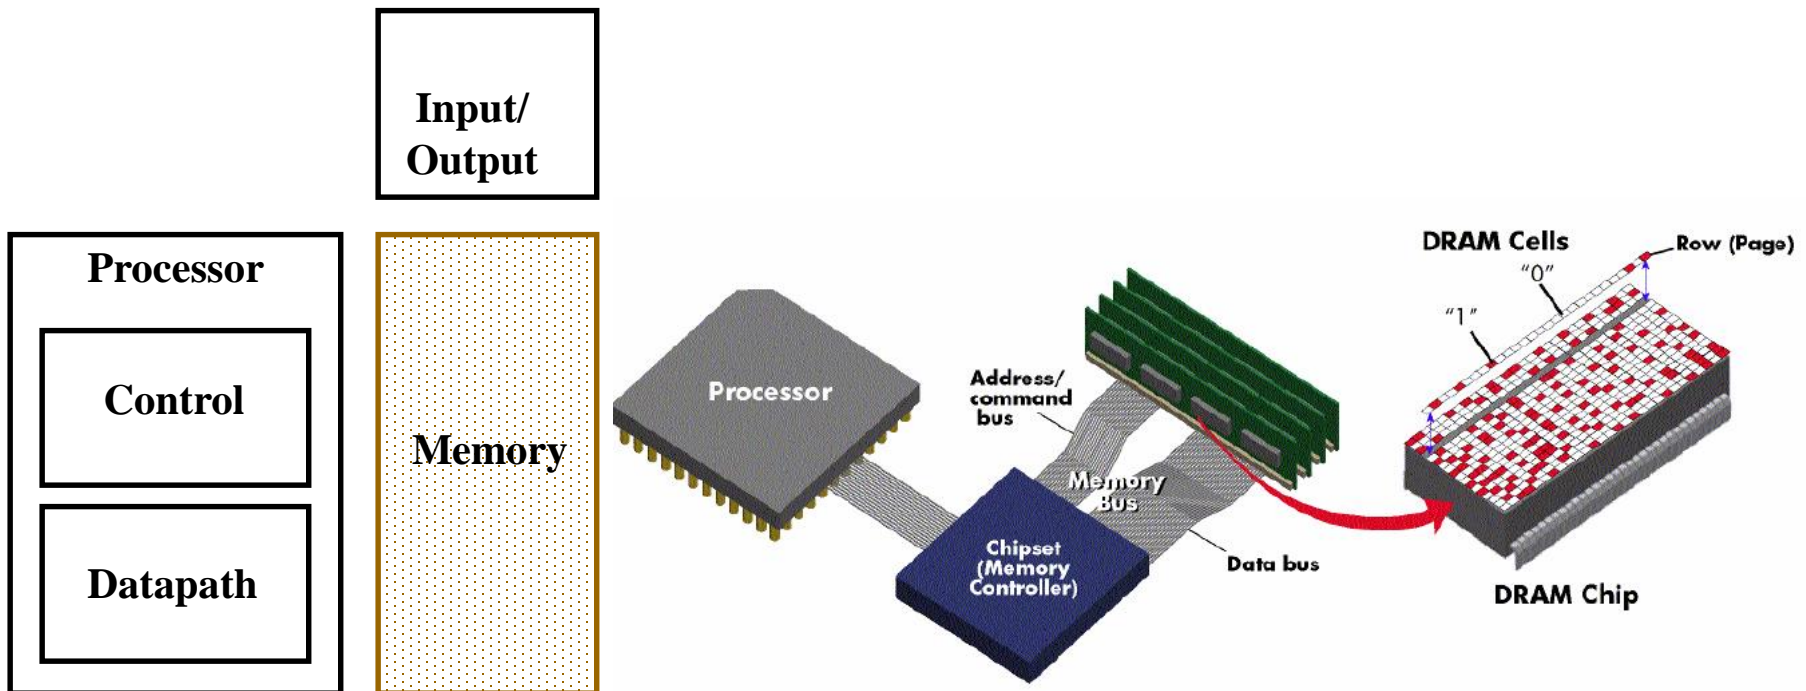 Input/
Output
Processor
Control
Datapath
Memory
Processor
Address/
command
bus
Memory
Bus
Chipset
(Memory
Controller)
Data bus
DRAM Cells
"0"
"1"
Row (Page)
DRAM Chip